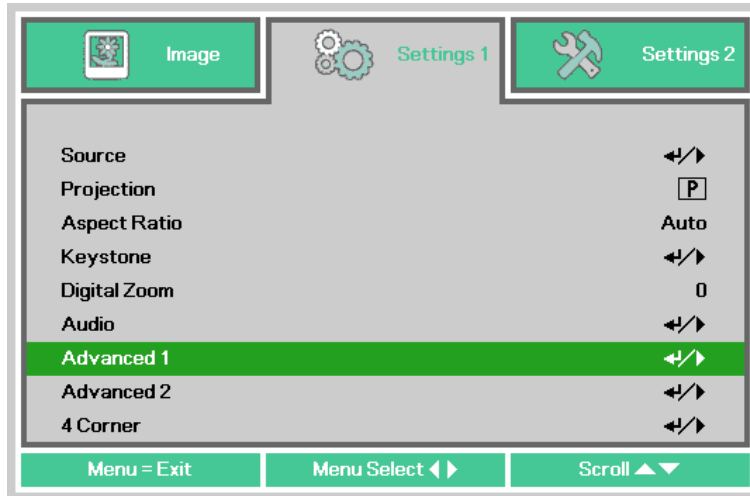 Image
Settings 1
Settings 2
Source
Projection P
Aspect Ratio Auto
Keystone
Digital Zoom 0
Audio
Advanced 1
Advanced 2
4 Corner
Menu = Exit
Menu Select
Scroll